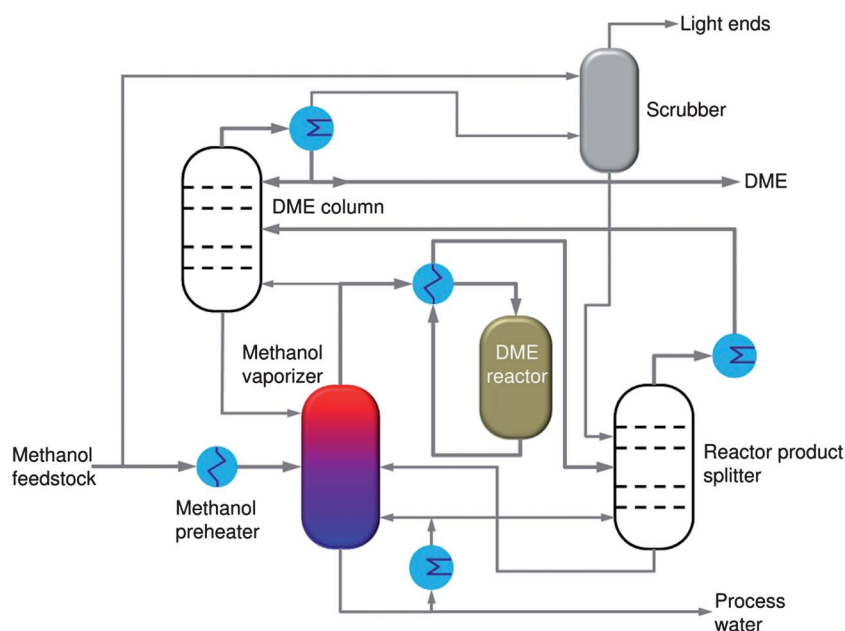 Light ends
Scrubber
DME
DME column
Methanol
vaporizer
DME
reactor
Methanol
feedstock
Methanol
preheater
Reactor product
splitter
Process
water